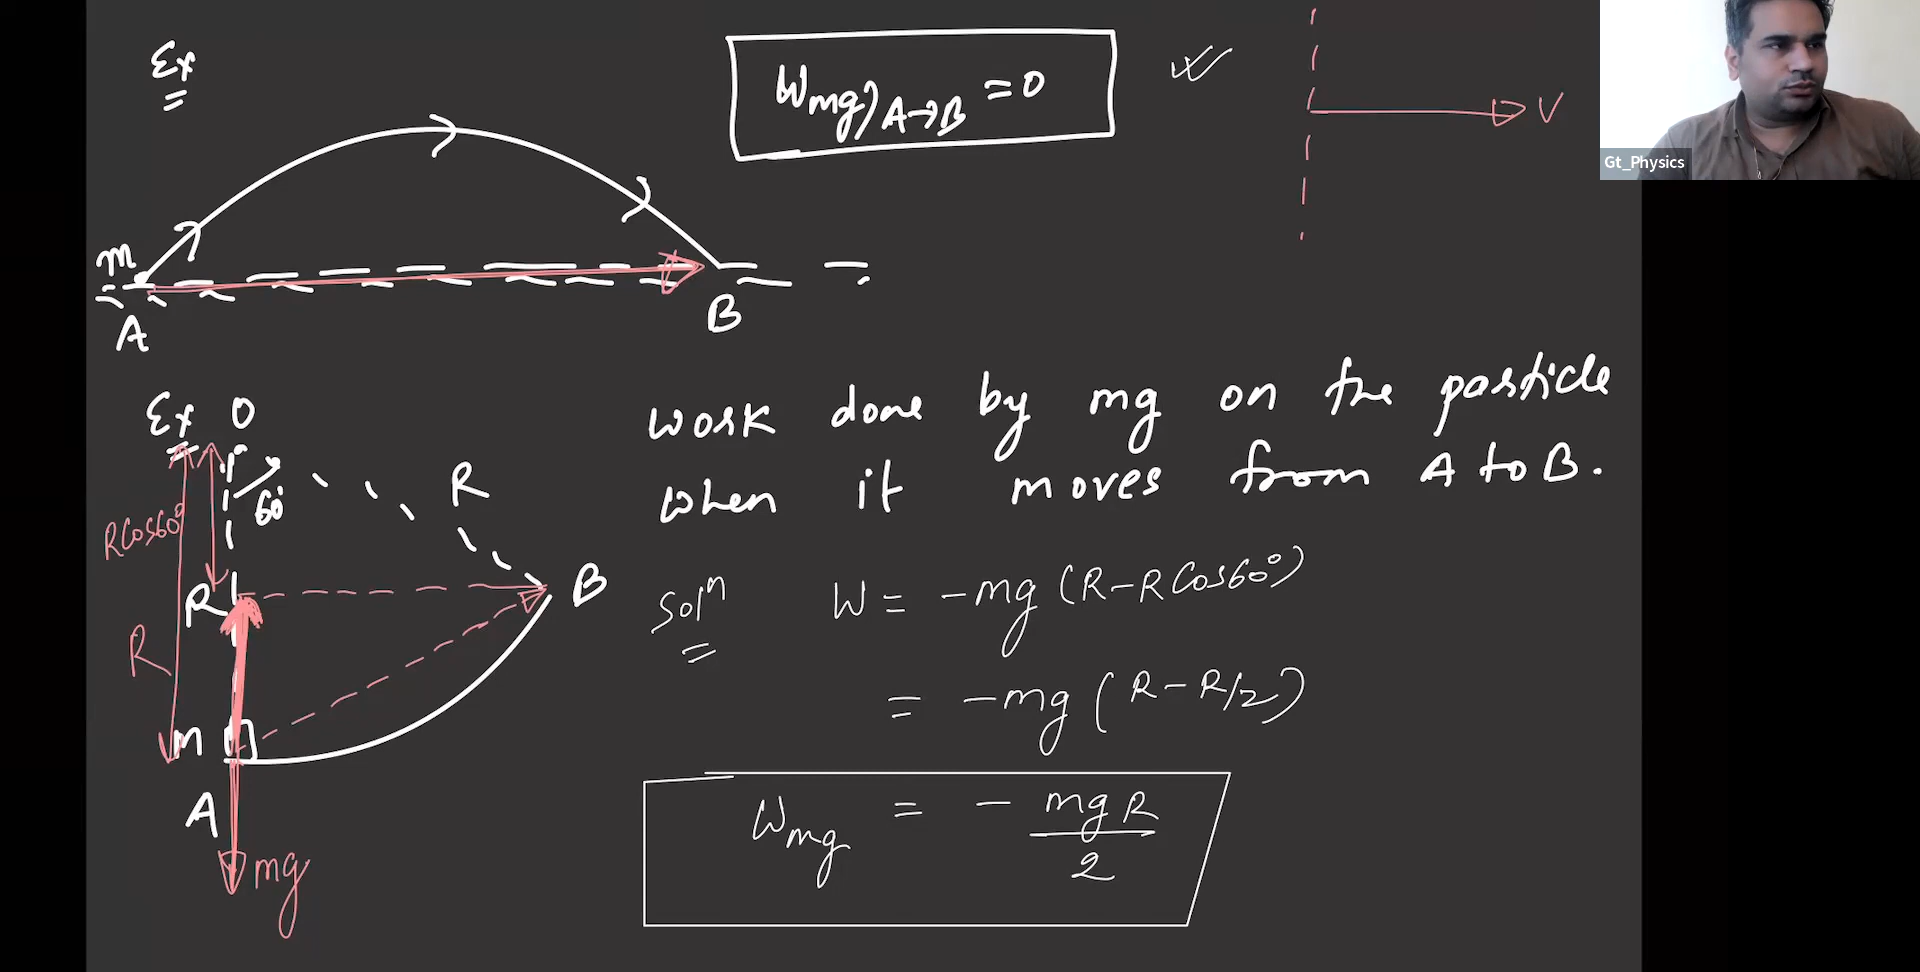 Ex
Wmg)A→B = 0
V
Gt_Physics
m
A
B
Ex O
work done by mg on the particle
when it moves from A to B.
R
60°
RCos60°
B
R
R
m
A
mg
Solⁿ W = -mg (R-RCos60°)
= -mg (R-R/2)
Wmg = - mgR/2